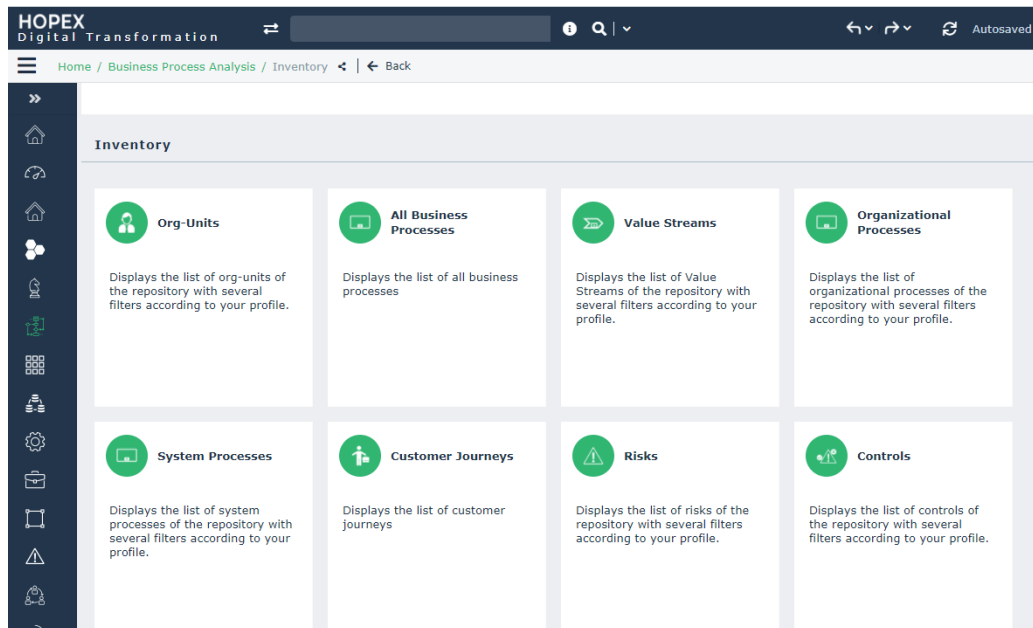 HOPEX
Digital Transformation
Autosaved
Home / Business Process Analysis / Inventory
Back
Inventory
Org-Units
Displays the list of org-units of
the repository with several
filters according to your profile.
All Business
Processes
Displays the list of all business
processes
Value Streams
Displays the list of Value
Streams of the repository with
several filters according to your
profile.
Organizational
Processes
Displays the list of
organizational processes of the
repository with several filters
according to your profile.
System Processes
Displays the list of system
processes of the repository with
several filters according to your
profile.
Customer Journeys
Displays the list of customer
journeys
Risks
Displays the list of risks of the
repository with several filters
according to your profile.
Controls
Displays the list of controls of
the repository with several
filters according to your profile.